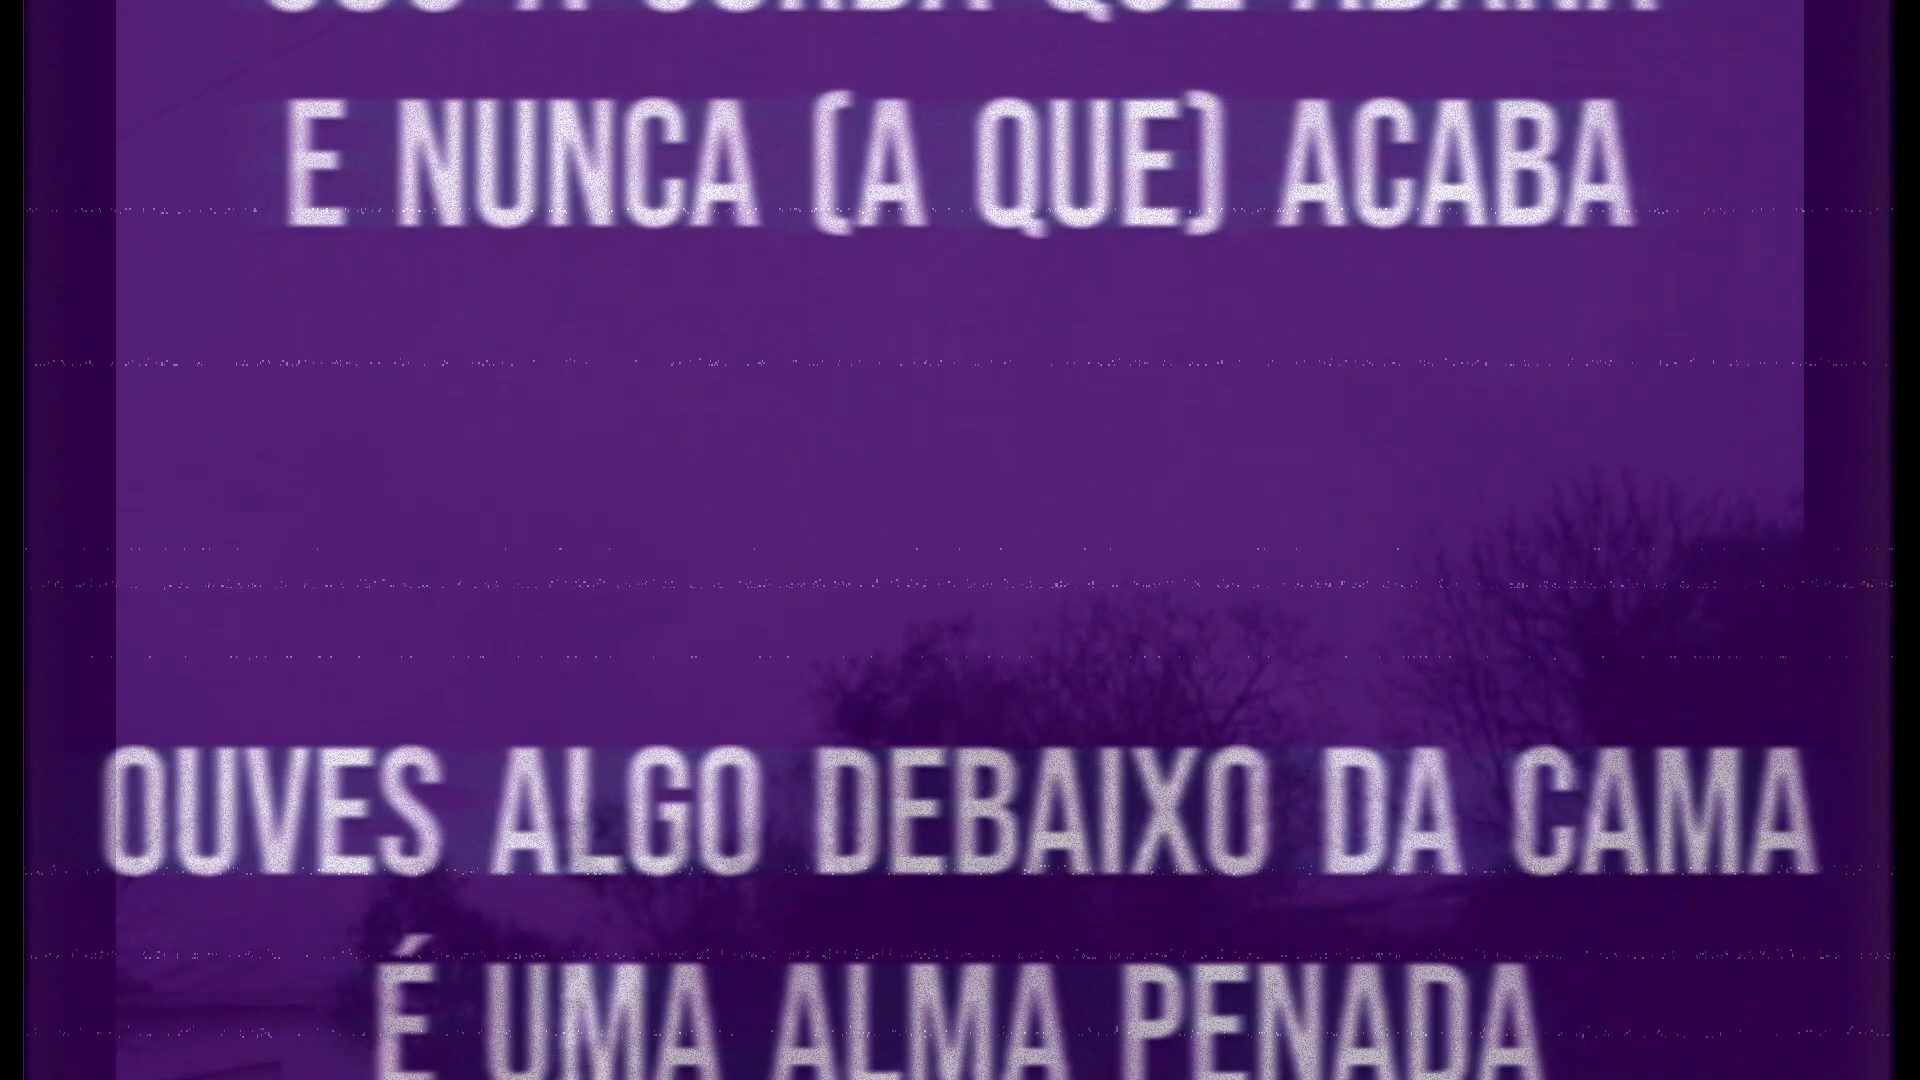 E NUNCA (A QUE) ACABA
OUVES ALGO DEBAIXO DA CAMA
É UMA ALMA PENADA